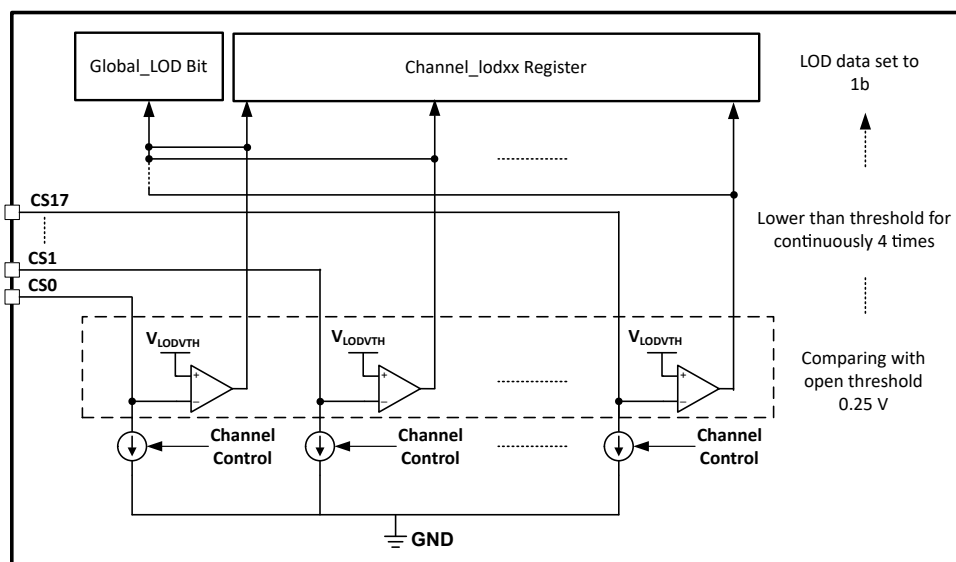 Global_LOD Bit
Channel_lodxx Register
LOD data set to
1b
CS17
Lower than threshold for
continuously 4 times
CS1
CS0
VLODVTH
VLODVTH
VLODVTH
+
−
+
−
+
−
Comparing with
open threshold
0.25 V
Channel
Control
Channel
Control
Channel
Control
GND